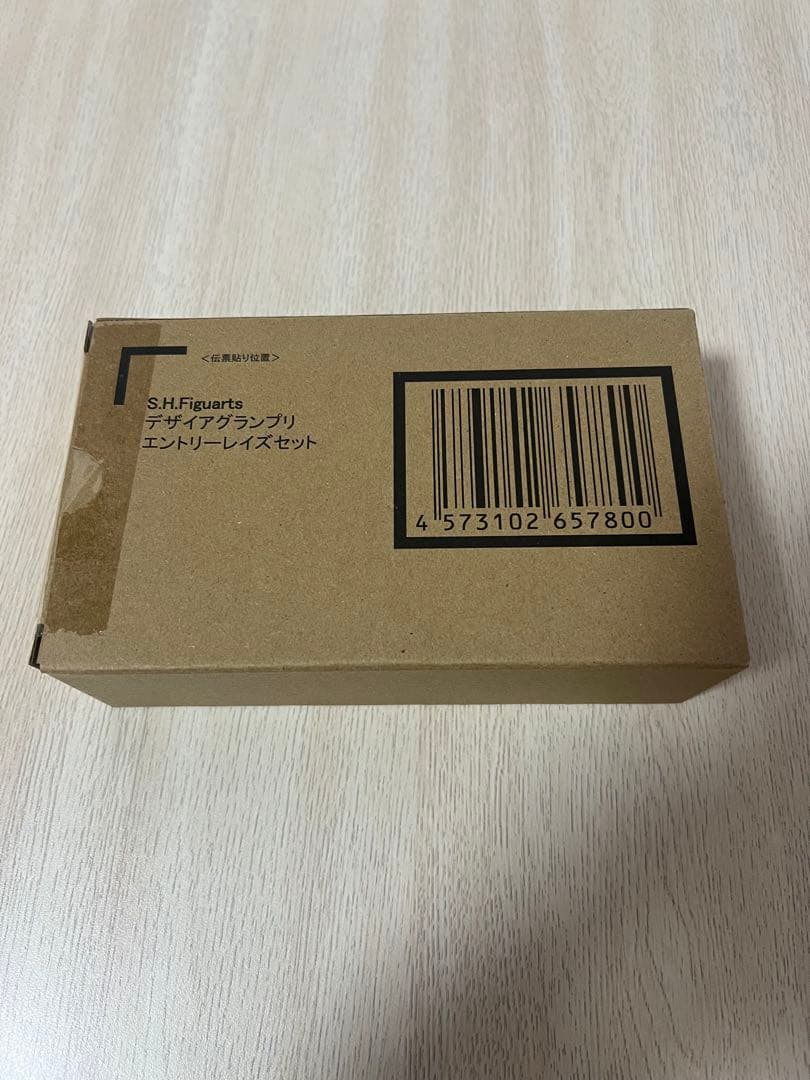 <伝票貼り位置>
S.H.Figuarts
デザイアグランプリ
エントリーレイズセット
4 573102 657800